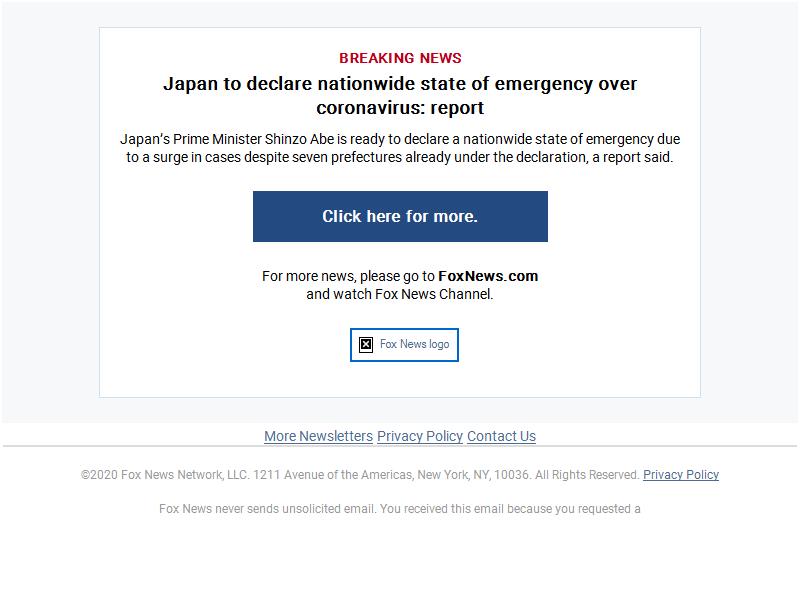 BREAKING NEWS
Japan to declare nationwide state of emergency over
coronavirus: report
Japan's Prime Minister Shinzo Abe is ready to declare a nationwide state of emergency due
to a surge in cases despite seven prefectures already under the declaration, a report said.
Click here for more.
For more news, please go to FoxNews.com
and watch Fox News Channel.
Fox News logo
More Newsletters Privacy Policy Contact Us
©2020 Fox News Network, LLC. 1211 Avenue of the Americas, New York, NY, 10036. All Rights Reserved. Privacy Policy
Fox News never sends unsolicited email. You received this email because you requested a